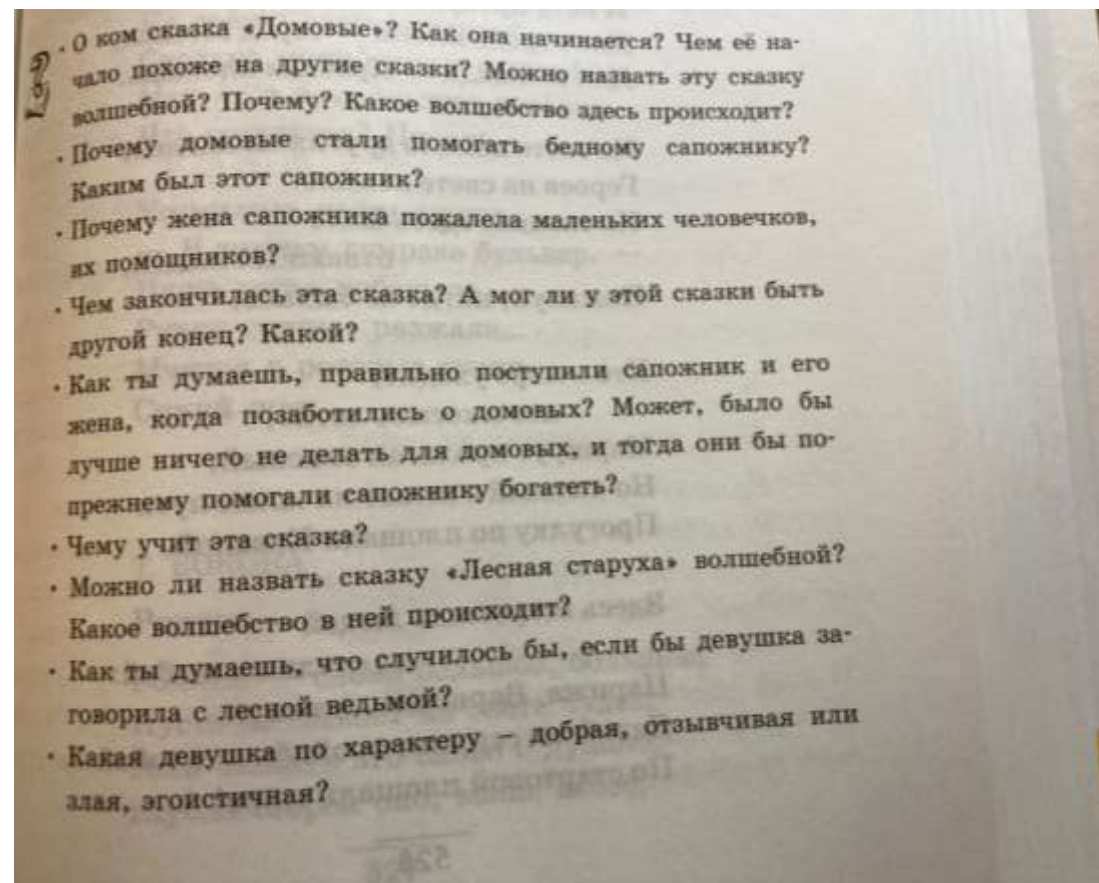 • О ком сказка «Домовые»? Как она начинается? Чем её на-
чало похоже на другие сказки? Можно назвать эту сказку
волшебной? Почему? Какое волшебство здесь происходит?
• Почему домовые стали помогать бедному сапожнику?
Каким был этот сапожник?
• Почему жена сапожника пожалела маленьких человечков,
их помощников?
• Чем закончилась эта сказка? А мог ли у этой сказки быть
другой конец? Какой?
• Как ты думаешь, правильно поступили сапожник и его
жена, когда позаботились о домовых? Может, было бы
лучше ничего не делать для домовых, и тогда они бы по-
прежнему помогали сапожнику богатеть?
• Чему учит эта сказка?
• Можно ли назвать сказку «Лесная старуха» волшебной?
Какое волшебство в ней происходит?
• Как ты думаешь, что случилось бы, если бы девушка за-
говорила с лесной ведьмой?
• Какая девушка по характеру – добрая, отзывчивая или
злая, эгоистичная?